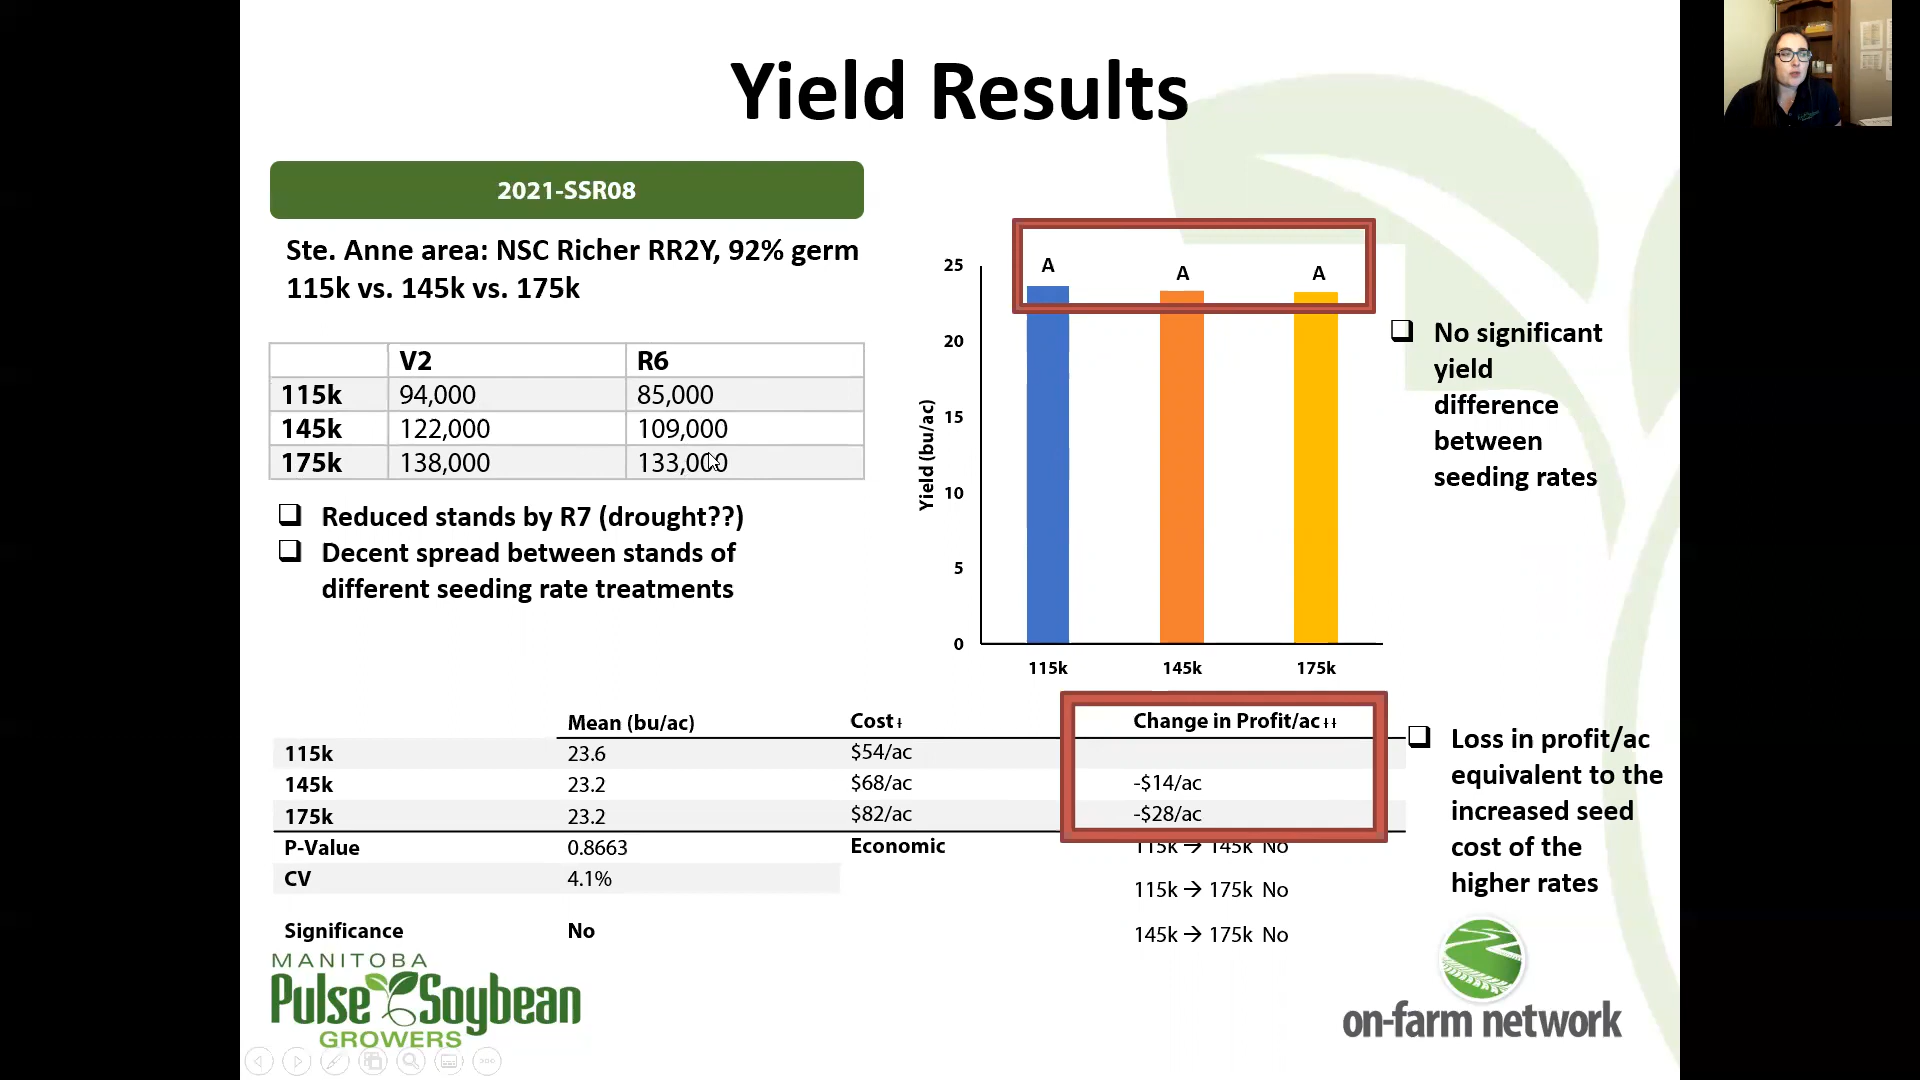 Yield Results
2021-SSR08
Ste. Anne area: NSC Richer RR2Y, 92% germ
115k vs. 145k vs. 175k
V2 R6
115k 94,000 85,000
145k 122,000 109,000
175k 138,000 133,000
❑ Reduced stands by R7 (drought??)
❑ Decent spread between stands of
different seeding rate treatments
A A A
25
20
15
10
5
0
Yield (bu/ac)
115k 145k 175k
❑ No significant
yield
difference
between
seeding rates
Mean (bu/ac) Cost ƚ Change in Profit/ac ƚƚ
115k 23.6 $54/ac
145k 23.2 $68/ac -$14/ac
175k 23.2 $82/ac -$28/ac
P-Value 0.8663 Economic 115k → 145k No
CV 4.1%
115k → 175k No
Significance No
145k → 175k No
❑ Loss in profit/ac
equivalent to the
increased seed
cost of the
higher rates
MANITOBA
Pulse Soybean
GROWERS
on-farm network